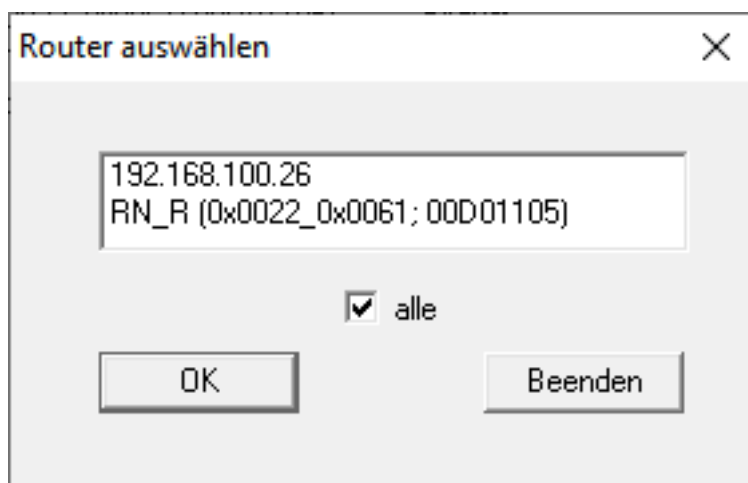 Router auswählen
192.168.100.26
RN_R (0x0022_0x0061; 00D01105)
alle
OK
Beenden